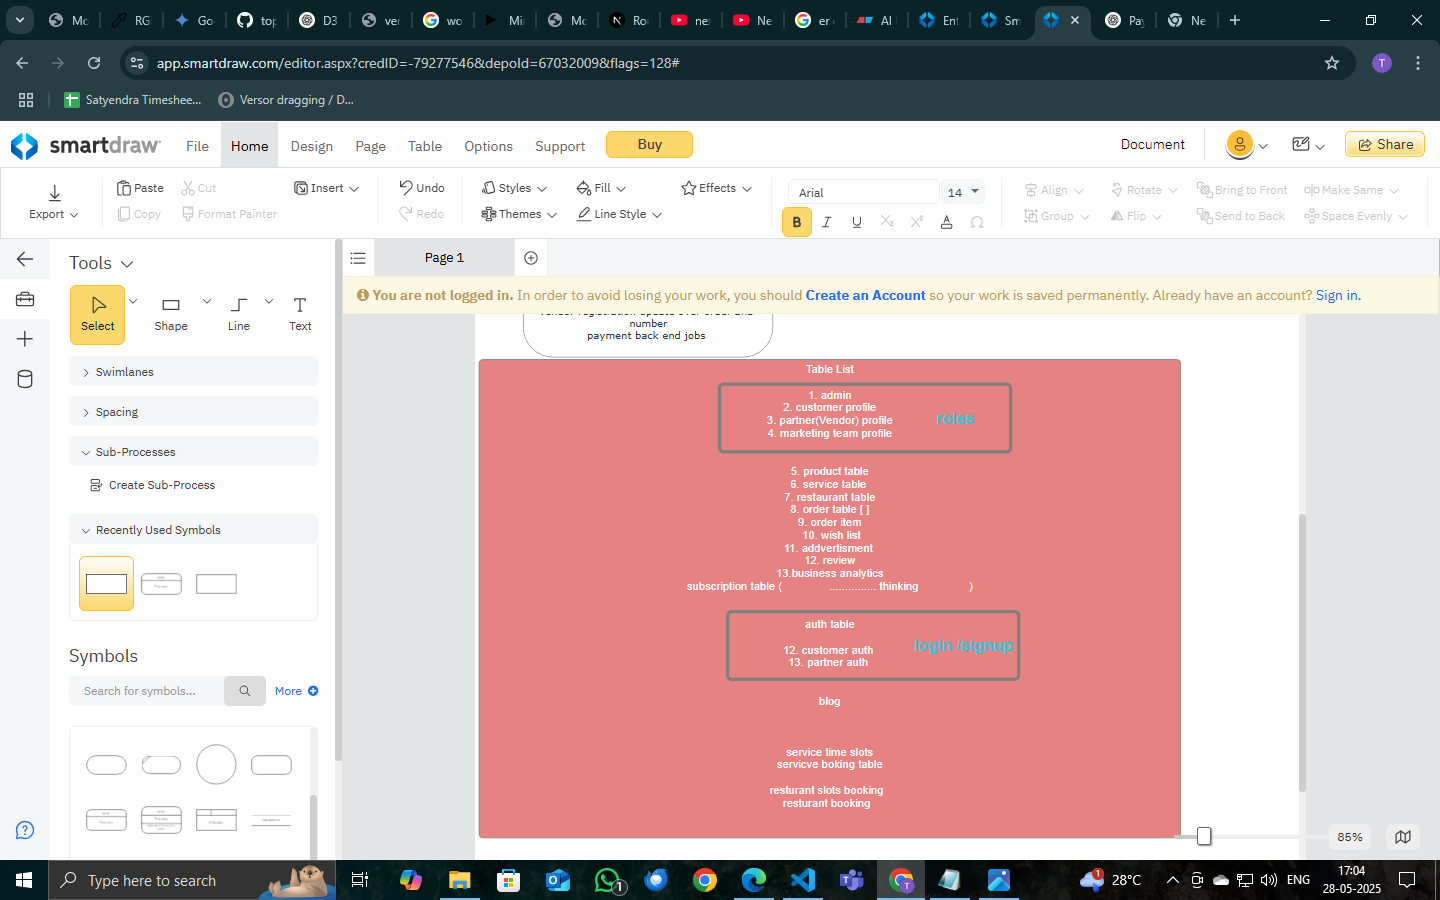 Mo
RG
Goo
top
D3
ver
wo
Mi
Mo
Rou
nex
Ne
er
AI
Ent
Sm
Pay
Ne
app.smartdraw.com/editor.aspx?credID=-79277546&depoId=67032009&flags=128#
T
Satyendra Timeshee...
Versor dragging / D...
smartdraw
File
Home
Design
Page
Table
Options
Support
Buy
Document
Share
Export
Paste
Cut
Copy
Format Painter
Insert
Undo
Redo
Styles
Themes
Fill
Line Style
Effects
Arial
14
B I U X₂ X² A Ω
Align
Group
Rotate
Flip
Bring to Front
Send to Back
Make Same
Space Evenly
Tools
Select
Shape
Line
Text
Swimlanes
Spacing
Sub-Processes
Create Sub-Process
Recently Used Symbols
Symbols
Search for symbols...
More
Page 1
You are not logged in. In order to avoid losing your work, you should Create an Account so your work is saved permanently. Already have an account? Sign in.
number
payment back end jobs
Table List
1. admin
2. customer profile
3. partner(Vendor) profile
4. marketing team profile
roles
5. product table
6. service table
7. restaurant table
8. order table [ ]
9. order item
10. wish list
11. addvertisment
12. review
13.business analytics
subscription table ( ............... thinking )
auth table
12. customer auth
13. partner auth
login /signup
blog
service time slots
servicve boking table
resturant slots booking
resturant booking
85%
Type here to search
1
1
28°C
ENG
17:04
28-05-2025